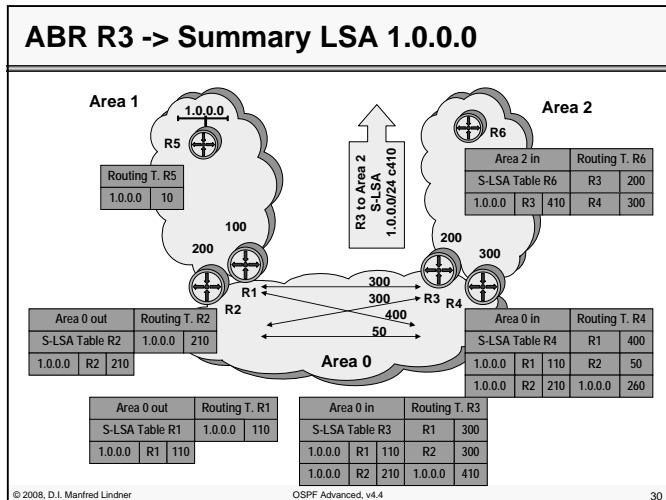 ABR R3 -> Summary LSA 1.0.0.0
Area 1
1.0.0.0
R5
Routing T. R5
1.0.0.0 10
100
200
R1
R2
R3 to Area 2
S-LSA
1.0.0.0/24 c410
Area 2
R6
Area 2 in Routing T. R6
S-LSA Table R6 R3 200
1.0.0.0 R3 410 R4 300
200
300
R3
R4
300
300
400
50
Area 0
Area 0 out Routing T. R2
S-LSA Table R2 1.0.0.0 210
1.0.0.0 R2 210
Area 0 in Routing T. R4
S-LSA Table R4 R1 400
1.0.0.0 R1 110 R2 50
1.0.0.0 R2 210 1.0.0.0 260
Area 0 out Routing T. R1
S-LSA Table R1 1.0.0.0 110
1.0.0.0 R1 110
Area 0 in Routing T. R3
S-LSA Table R3 R1 300
1.0.0.0 R1 110 R2 300
1.0.0.0 R2 210 1.0.0.0 410
© 2008, D.I. Manfred Lindner
OSPF Advanced, v4.4
30